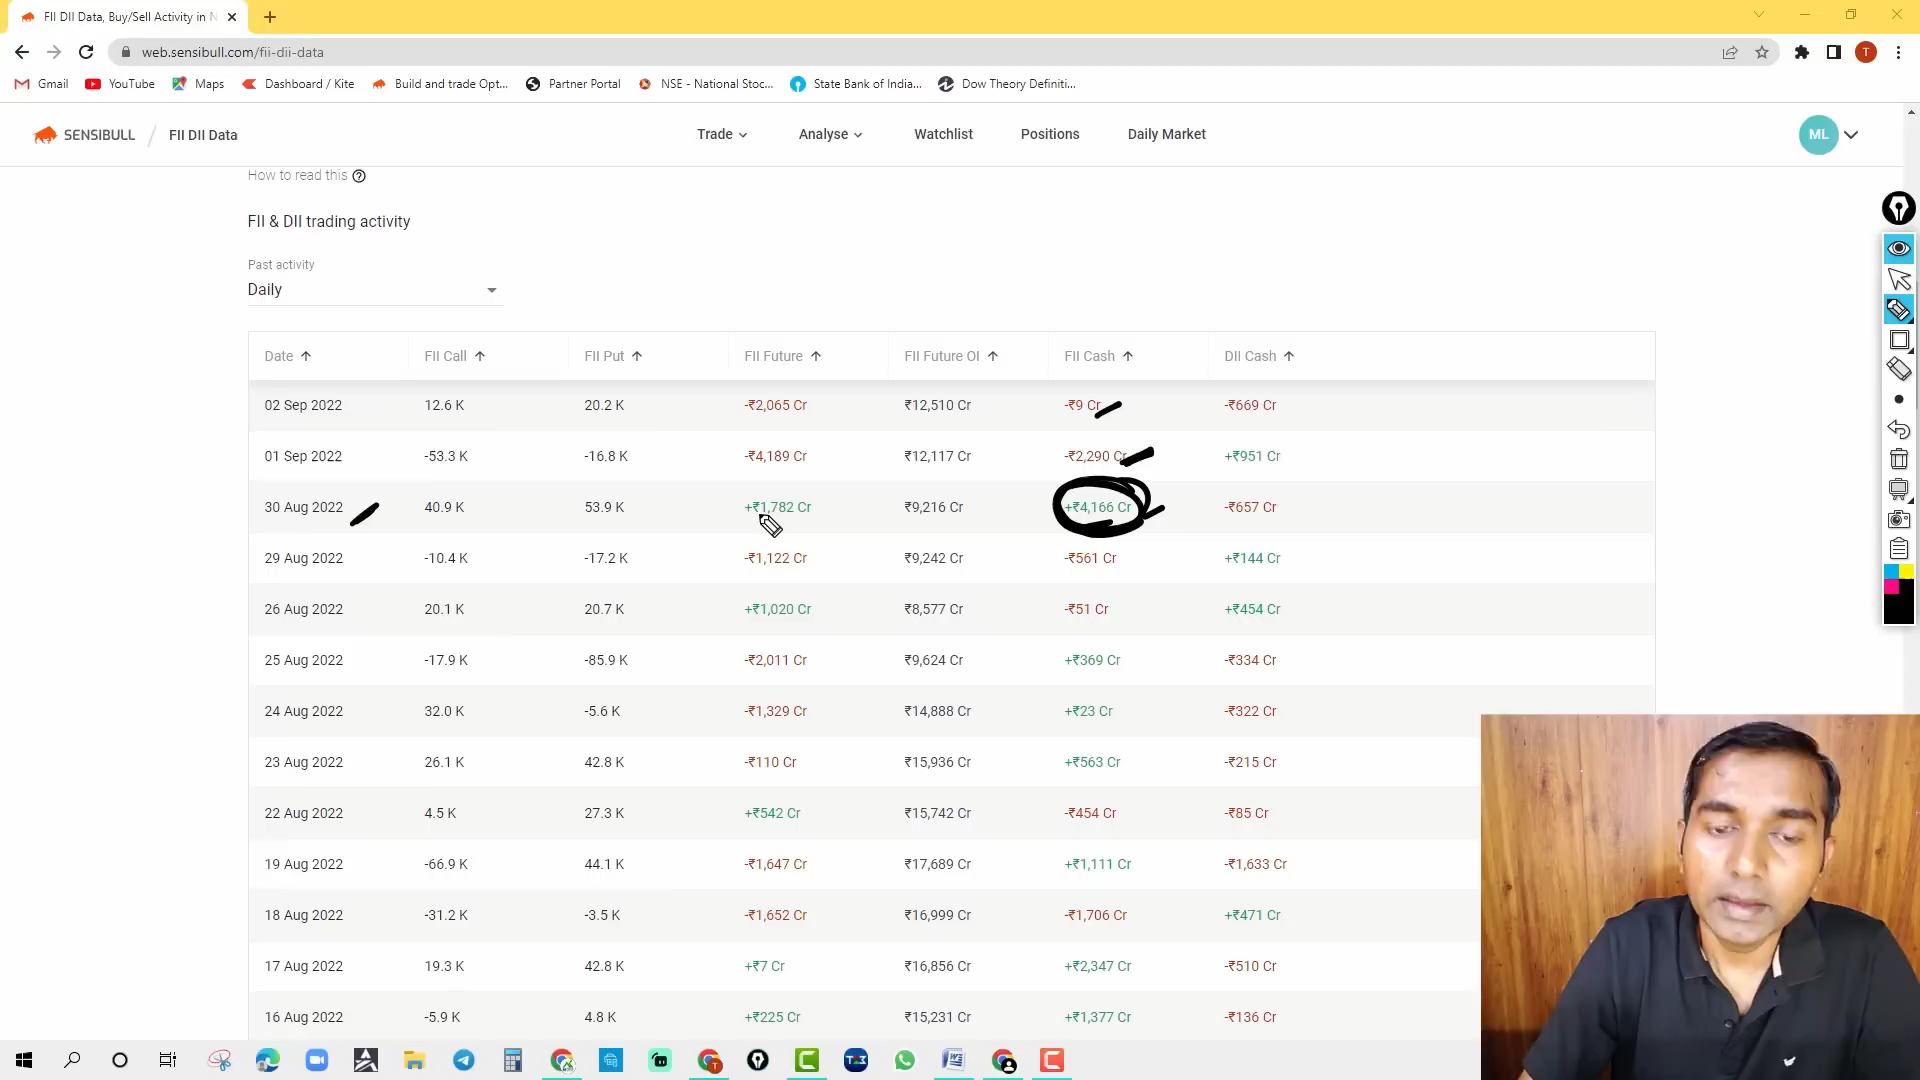 FII DII Data, Buy/Sell Activity in N
web.sensibull.com/fii-dii-data
T
Gmail YouTube Maps Dashboard / Kite Build and trade Opt... Partner Portal NSE - National Stoc... State Bank of India... Dow Theory Definiti...
SENSIBULL / FII DII Data Trade Analyse Watchlist Positions Daily Market ML
How to read this ?
FII & DII trading activity
Past activity
Daily
Date ↑ FII Call ↑ FII Put ↑ FII Future ↑ FII Future OI ↑ FII Cash ↑ DII Cash ↑
02 Sep 2022 12.6 K 20.2 K -₹2,065 Cr ₹12,510 Cr -₹9 Cr -₹669 Cr
01 Sep 2022 -53.3 K -16.8 K -₹4,189 Cr ₹12,117 Cr -₹2,290 Cr +₹951 Cr
30 Aug 2022 40.9 K 53.9 K +₹1,782 Cr ₹9,216 Cr +₹4,166 Cr -₹657 Cr
29 Aug 2022 -10.4 K -17.2 K -₹1,122 Cr ₹9,242 Cr -₹561 Cr +₹144 Cr
26 Aug 2022 20.1 K 20.7 K +₹1,020 Cr ₹8,577 Cr -₹51 Cr +₹454 Cr
25 Aug 2022 -17.9 K -85.9 K -₹2,011 Cr ₹9,624 Cr +₹369 Cr -₹334 Cr
24 Aug 2022 32.0 K -5.6 K -₹1,329 Cr ₹14,888 Cr +₹23 Cr -₹322 Cr
23 Aug 2022 26.1 K 42.8 K -₹110 Cr ₹15,936 Cr +₹563 Cr -₹215 Cr
22 Aug 2022 4.5 K 27.3 K +₹542 Cr ₹15,742 Cr -₹454 Cr -₹85 Cr
19 Aug 2022 -66.9 K 44.1 K -₹1,647 Cr ₹17,689 Cr +₹1,111 Cr -₹1,633 Cr
18 Aug 2022 -31.2 K -3.5 K -₹1,652 Cr ₹16,999 Cr -₹1,706 Cr +₹471 Cr
17 Aug 2022 19.3 K 42.8 K +₹7 Cr ₹16,856 Cr +₹2,347 Cr -₹510 Cr
16 Aug 2022 -5.9 K 4.8 K +₹225 Cr ₹15,231 Cr +₹1,377 Cr -₹136 Cr